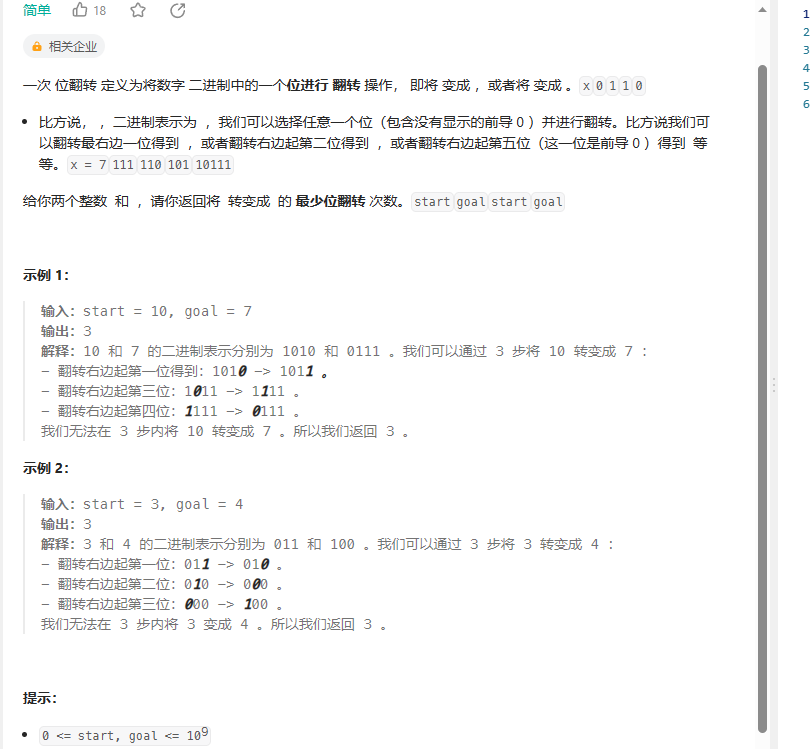 简单 18
相关企业
一次 位翻转 定义为将数字 二进制中的一个位进行 翻转 操作， 即将 变成 ，或者将 变成 。x 0 1 1 0
比方说， ，二进制表示为 ，我们可以选择任意一个位（包含没有显示的前导 0 ）并进行翻转。比方说我们可
以翻转最右边一位得到 ，或者翻转右边起第二位得到 ，或者翻转右边起第五位（这一位是前导 0 ）得到 等
等。x = 7 111 110 101 10111
给你两个整数 和 ，请你返回将 转变成 的 最少位翻转 次数。start goal start goal
示例 1：
输入：start = 10, goal = 7
输出：3
解释：10 和 7 的二进制表示分别为 1010 和 0111 。我们可以通过 3 步将 10 转变成 7 ：
- 翻转右边起第一位得到：1010 -> 1011 。
- 翻转右边起第三位：1011 -> 1111 。
- 翻转右边起第四位：1111 -> 0111 。
我们无法在 3 步内将 10 转变成 7 。所以我们返回 3 。
示例 2：
输入：start = 3, goal = 4
输出：3
解释：3 和 4 的二进制表示分别为 011 和 100 。我们可以通过 3 步将 3 转变成 4 ：
- 翻转右边起第一位：011 -> 010 。
- 翻转右边起第二位：010 -> 000 。
- 翻转右边起第三位：000 -> 100 。
我们无法在 3 步内将 3 变成 4 。所以我们返回 3 。
提示：
0 <= start, goal <= 10⁹
1
2
3
4
5
6